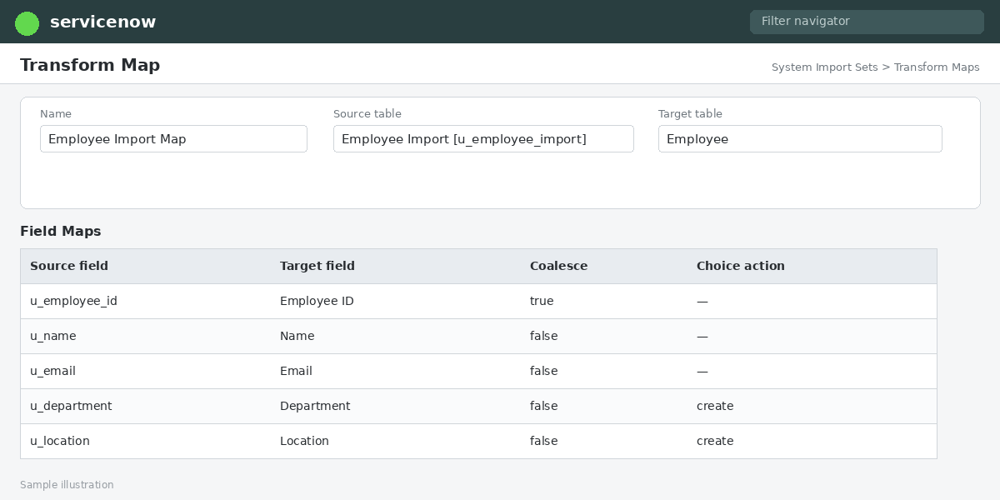 servicenow
Filter navigator
Transform Map
System Import Sets > Transform Maps
Name
Source table
Target table
Employee Import Map
Employee Import [u_employee_import]
Employee
Field Maps
Source field Target field Coalesce Choice action
u_employee_id Employee ID true —
u_name Name false —
u_email Email false —
u_department Department false create
u_location Location false create
Sample illustration